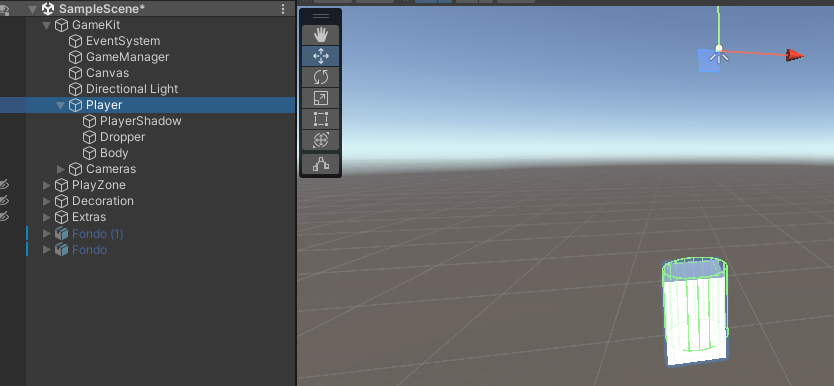 SampleScene*
GameKit
EventSystem
GameManager
Canvas
Directional Light
Player
PlayerShadow
Dropper
Body
Cameras
PlayZone
Decoration
Extras
Fondo (1)
Fondo